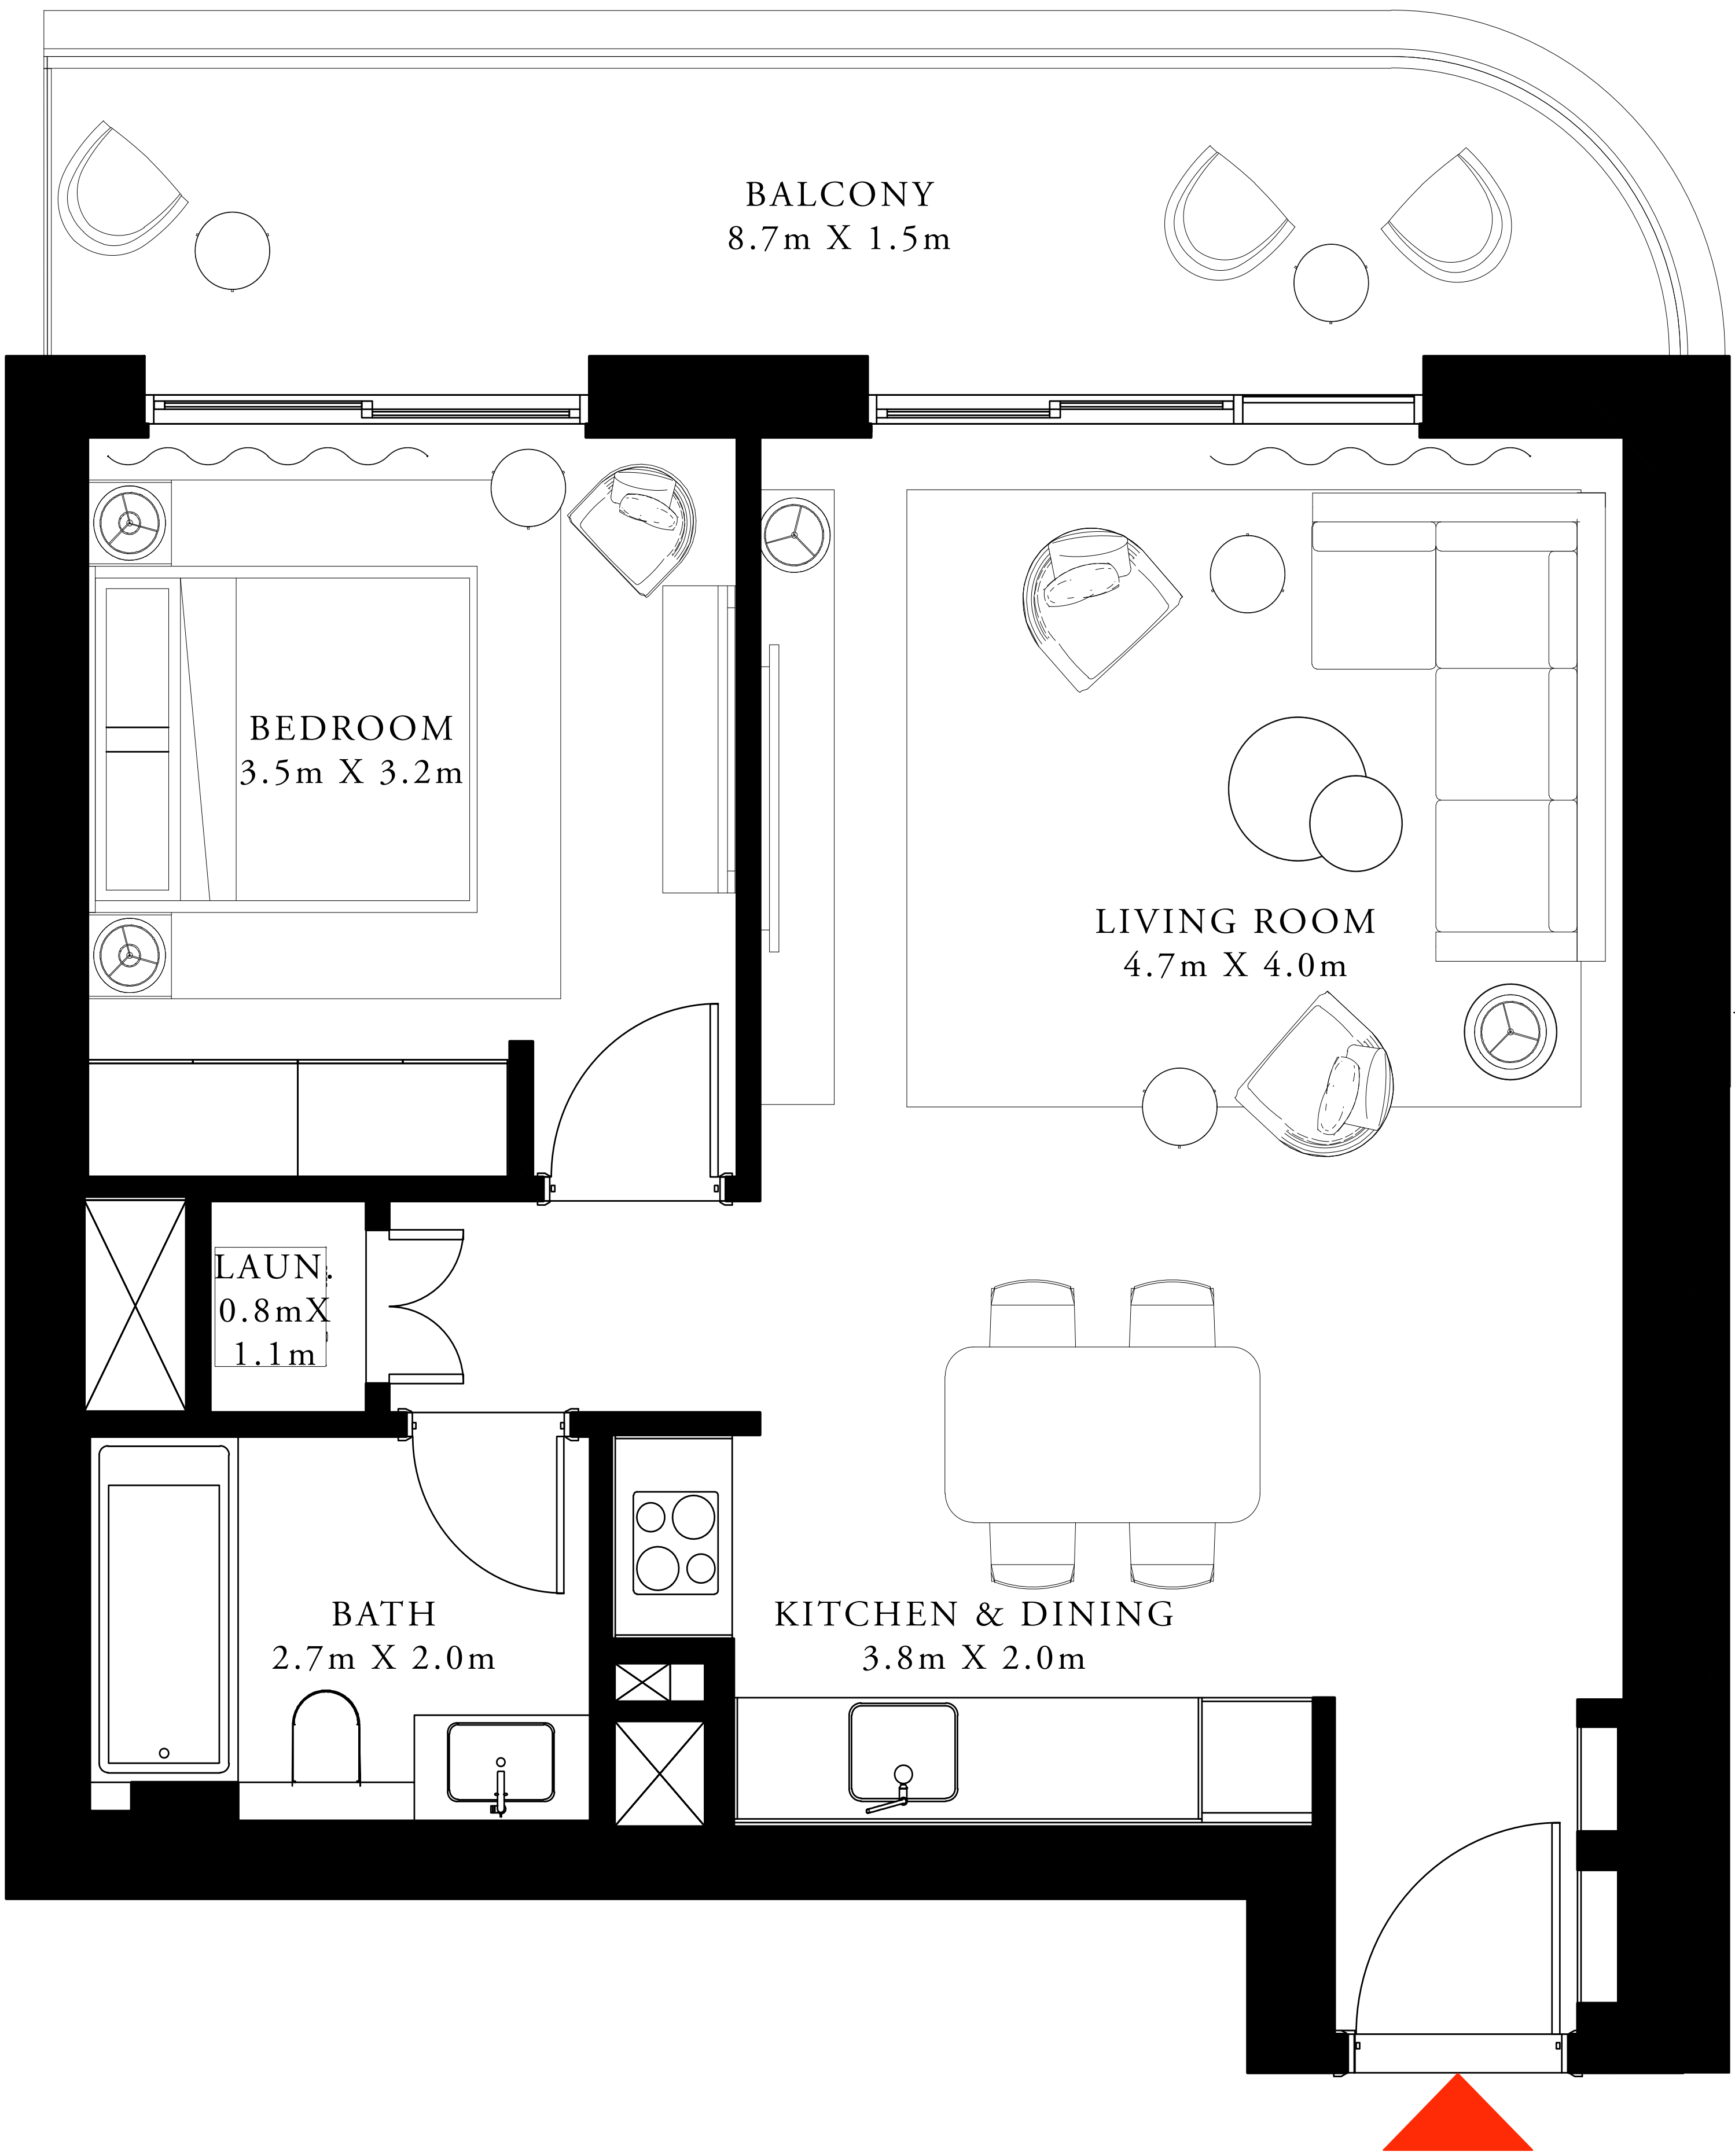 BALCONY
8.7m X 1.5m
BEDROOM
3.5m X 3.2m
LIVING ROOM
4.7m X 4.0m
LAUN.
0.8mX
1.1m
BATH
2.7m X 2.0m
KITCHEN & DINING
3.8m X 2.0m